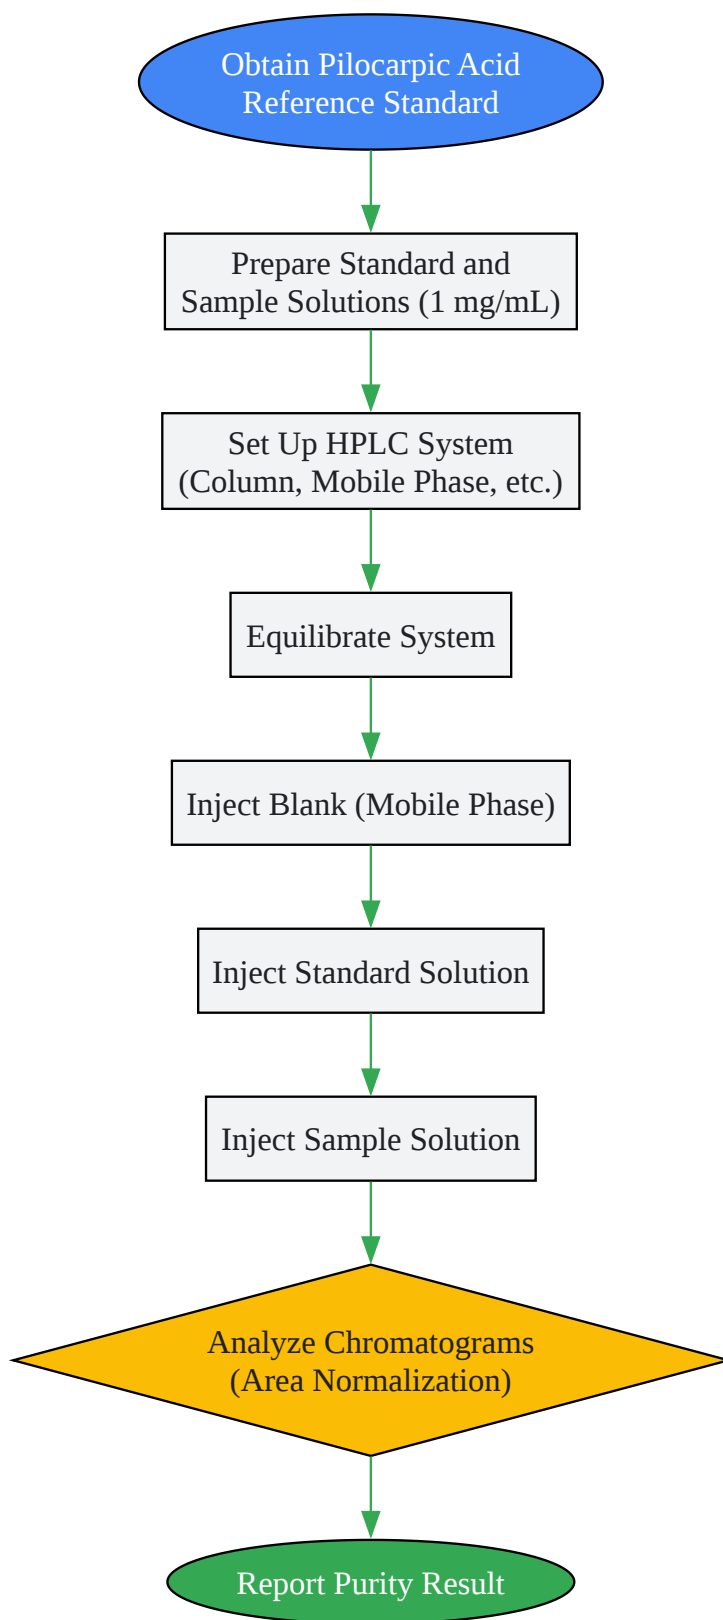 Obtain Pilocarpic Acid
Reference Standard
Prepare Standard and
Sample Solutions (1 mg/mL)
Set Up HPLC System
(Column, Mobile Phase, etc.)
Equilibrate System
Inject Blank (Mobile Phase)
Inject Standard Solution
Inject Sample Solution
Analyze Chromatograms
(Area Normalization)
Report Purity Result